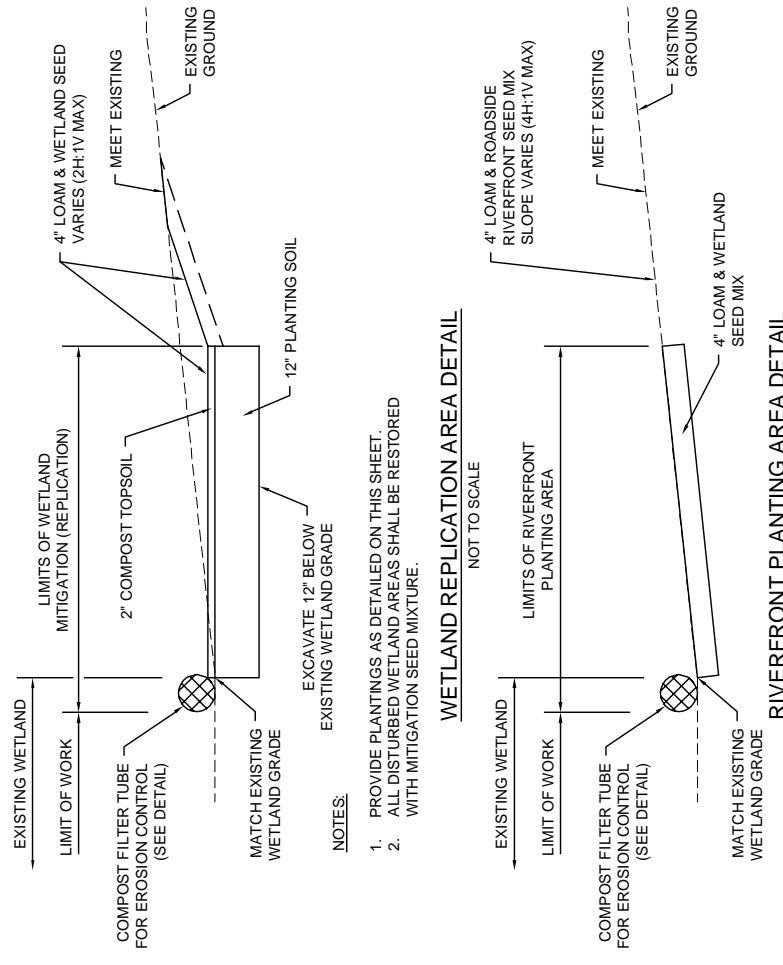 EXISTING WETLAND
LIMIT OF WORK
COMPOST FILTER TUBE
FOR EROSION CONTROL
(SEE DETAIL)
MATCH EXISTING
WETLAND GRADE
LIMITS OF WETLAND
MITIGATION (REPLICATION)
2" COMPOST TOPSOIL
EXCAVATE 12" BELOW
EXISTING WETLAND GRADE
12" PLANTING SOIL
4" LOAM & WETLAND SEED
VARIES (2H:1V MAX)
MEET EXISTING
EXISTING
GROUND
NOTES:
1. PROVIDE PLANTINGS AS DETAILED ON THIS SHEET.
2. ALL DISTURBED WETLAND AREAS SHALL BE RESTORED
WITH MITIGATION SEED MIXTURE.
WETLAND REPLICATION AREA DETAIL
NOT TO SCALE
EXISTING WETLAND
LIMIT OF WORK
COMPOST FILTER TUBE
FOR EROSION CONTROL
(SEE DETAIL)
MATCH EXISTING
WETLAND GRADE
LIMITS OF RIVERFRONT
PLANTING AREA
4" LOAM & ROADSIDE
RIVERFRONT SEED MIX
SLOPE VARIES (4H:1V MAX)
MEET EXISTING
EXISTING
GROUND
4" LOAM & WETLAND
SEED MIX
RIVERFRONT PLANTING AREA DETAIL